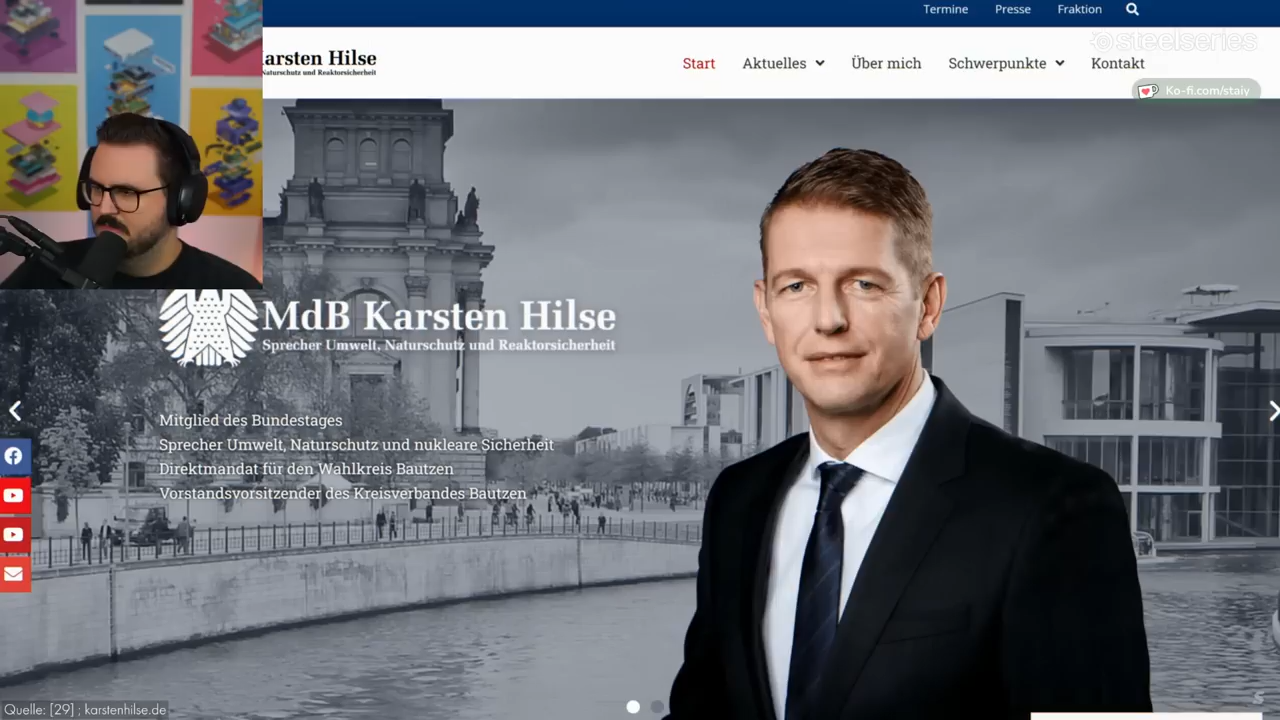 Termine Presse Fraktion
steelseries
arsten Hilse
Naturschutz und Reaktorsicherheit
Start Aktuelles Über mich Schwerpunkte Kontakt
Ko-fi.com/staiy
MdB Karsten Hilse
Sprecher Umwelt, Naturschutz und Reaktorsicherheit
Mitglied des Bundestages
Sprecher Umwelt, Naturschutz und nukleare Sicherheit
Direktmandat für den Wahlkreis Bautzen
Vorstandsvorsitzender des Kreisverbandes Bautzen
Quelle: [29] ; karstenhilse.de